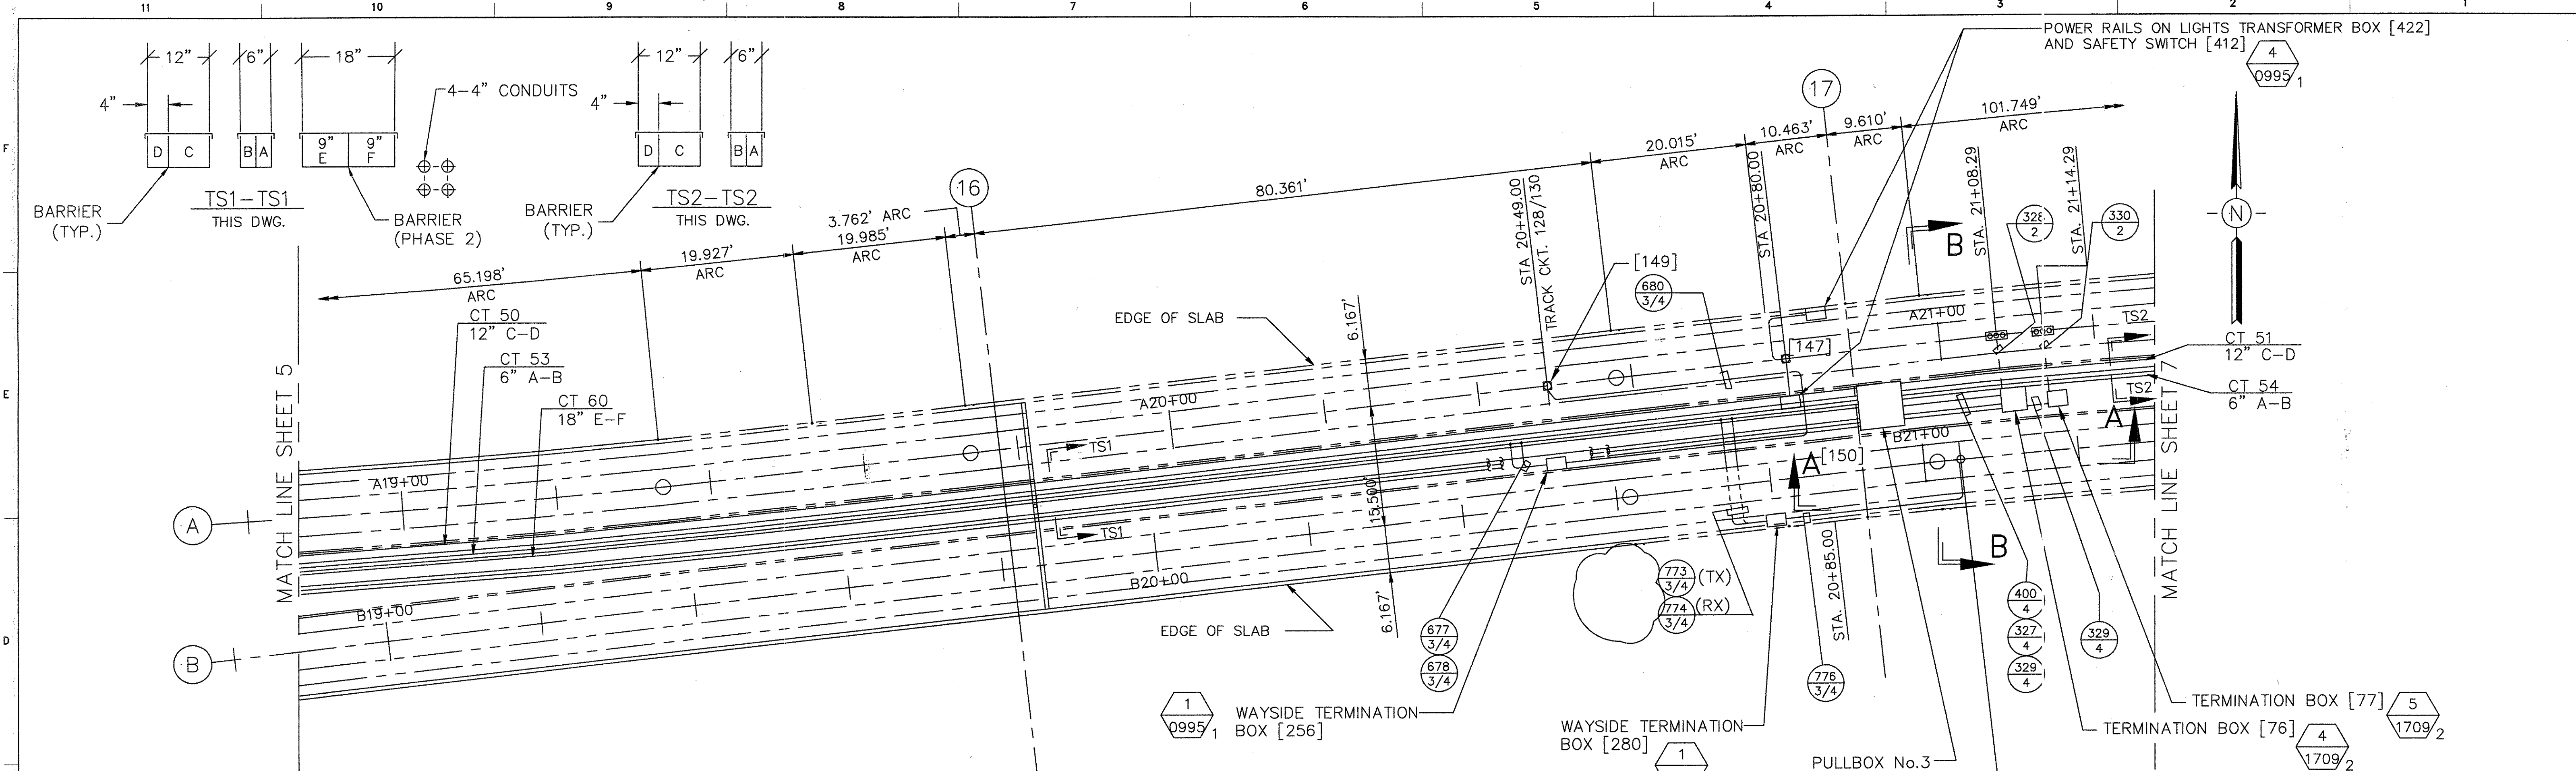 11 10 9 8 7 6 5 4 3 2 1
F
E
D
12" 6" 18"
4"
4-4" CONDUITS
D C B A 9" E 9" F
BARRIER
(TYP.)
TS1-TS1
THIS DWG.
BARRIER
(PHASE 2)
12" 6"
4"
D C B A
BARRIER
(TYP.)
TS2-TS2
THIS DWG.
POWER RAILS ON LIGHTS TRANSFORMER BOX [422]
AND SAFETY SWITCH [412]
4
0995 1
16
17
65.198'
ARC
19.927'
ARC
19.985'
ARC
3.762' ARC
80.361'
20.015'
ARC
10.463'
ARC
9.610'
ARC
101.749'
ARC
STA 20+49.00
TRACK CKT. 128/130
STA 20+80.00
STA. 21+08.29
STA. 21+14.29
328
2
330
2
N
B
[149]
680
3/4
[147]
EDGE OF SLAB
6.167'
15.500'
6.167'
CT 50
12" C-D
CT 53
6" A-B
CT 60
18" E-F
MATCH LINE SHEET 5
A19+00
A20+00
A21+00
TS2
TS2
CT 51
12" C-D
CT 54
6" A-B
MATCH LINE SHEET 7
A
TS1
TS1
B19+00
B20+00
B21+00
A
B
A
[150]
B
EDGE OF SLAB
STA. 20+85.00
773
3/4
(TX)
774
3/4
(RX)
677
3/4
678
3/4
776
3/4
400
4
327
4
329
4
329
4
1
0995 1
WAYSIDE TERMINATION
BOX [256]
WAYSIDE TERMINATION
BOX [280]
1
PULLBOX No.3
TERMINATION BOX [77]
5
1709 2
TERMINATION BOX [76]
4
1709 2